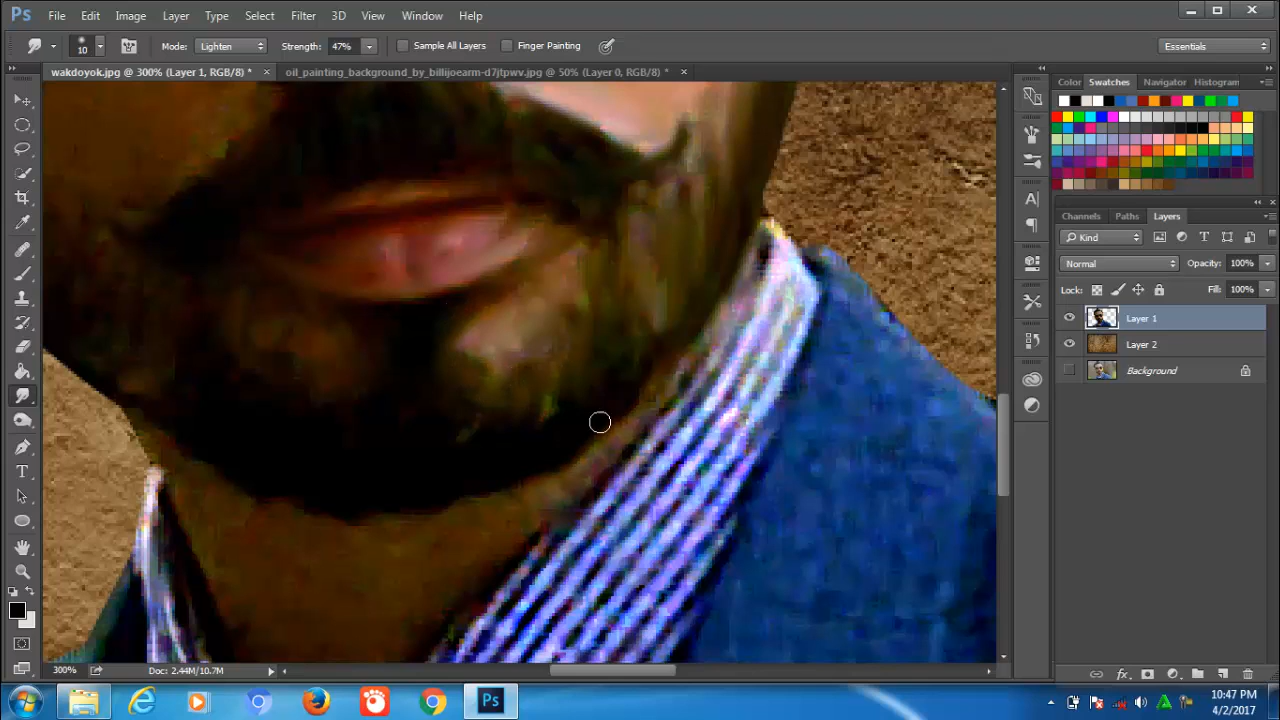 Ps File Edit Image Layer Type Select Filter 3D View Window Help
10 Mode: Lighten Strength: 47% Sample All Layers Finger Painting Essentials
wakdoyok.jpg @ 300% (Layer 1, RGB/8) * × oil_painting_background_by_billijoearm-d7jtpwv.jpg @ 50% (Layer 0, RGB/8) * ×
Color Swatches Navigator Histogram
Channels Paths Layers
Kind
Normal Opacity: 100%
Lock: Fill: 100%
Layer 1
Layer 2
Background
300% Doc: 2.44M/10.7M
Ps
10:47 PM
4/2/2017